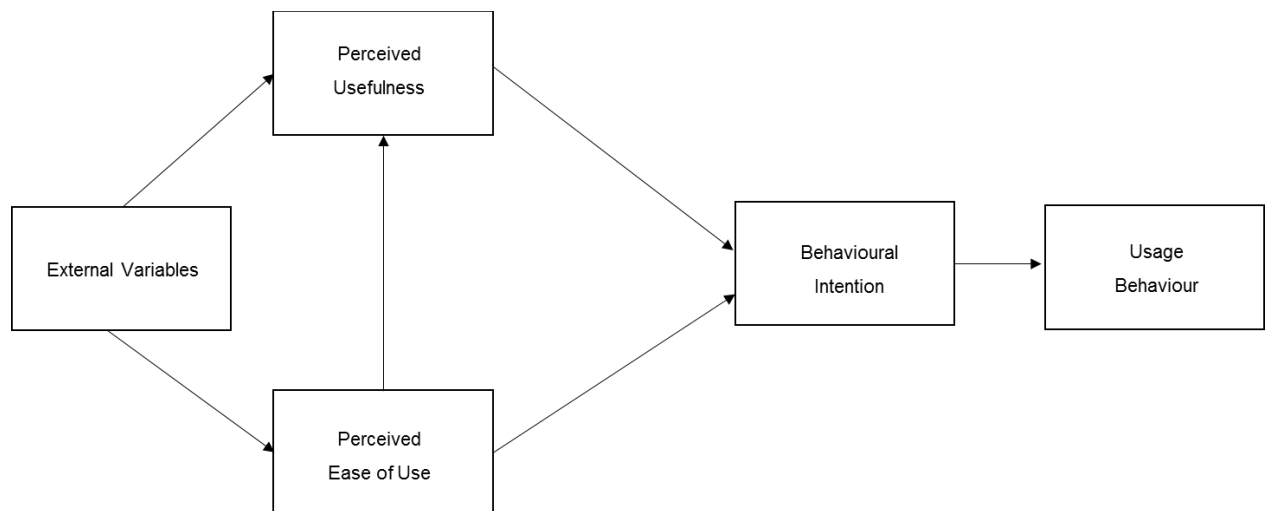 Perceived
Usefulness
External Variables
Behavioural
Intention
Usage
Behaviour
Perceived
Ease of Use